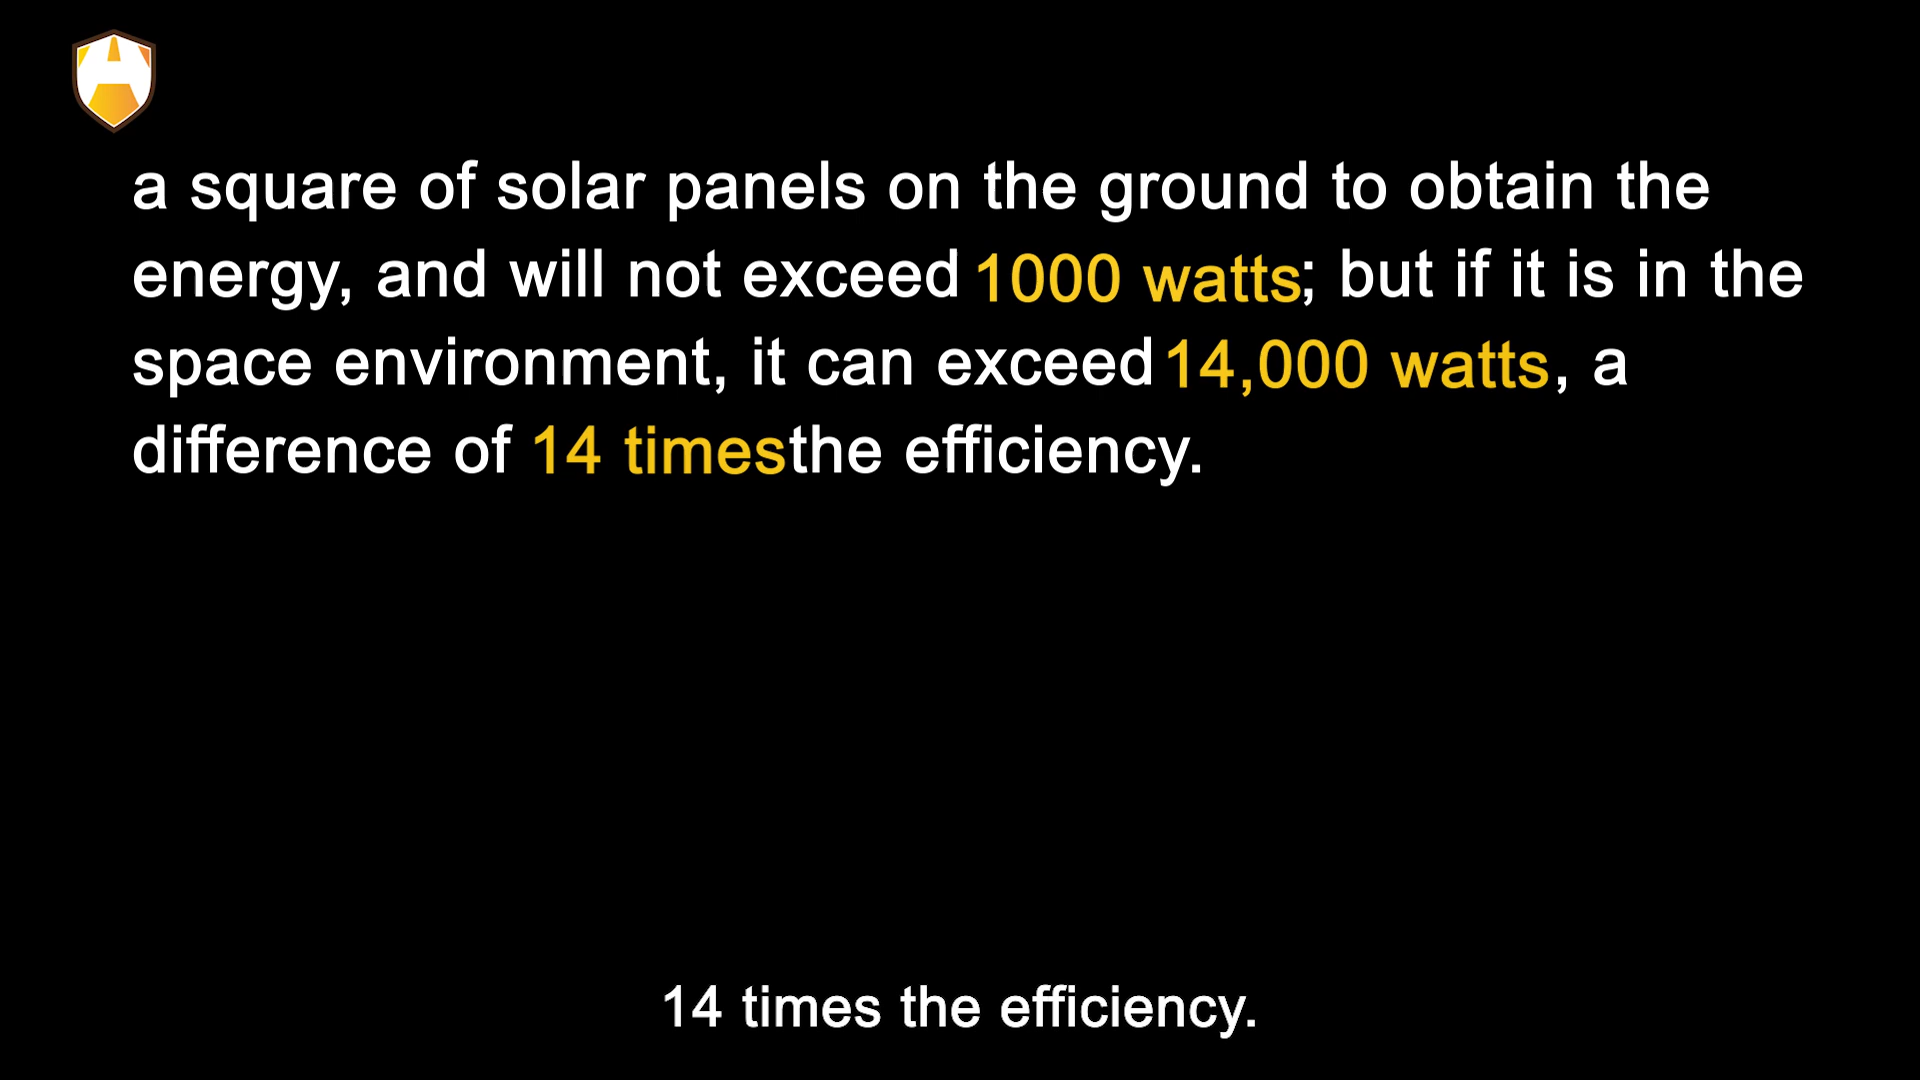 a square of solar panels on the ground to obtain the
energy, and will not exceed 1000 watts; but if it is in the
space environment, it can exceed 14,000 watts, a
difference of 14 timesthe efficiency.
14 times the efficiency.